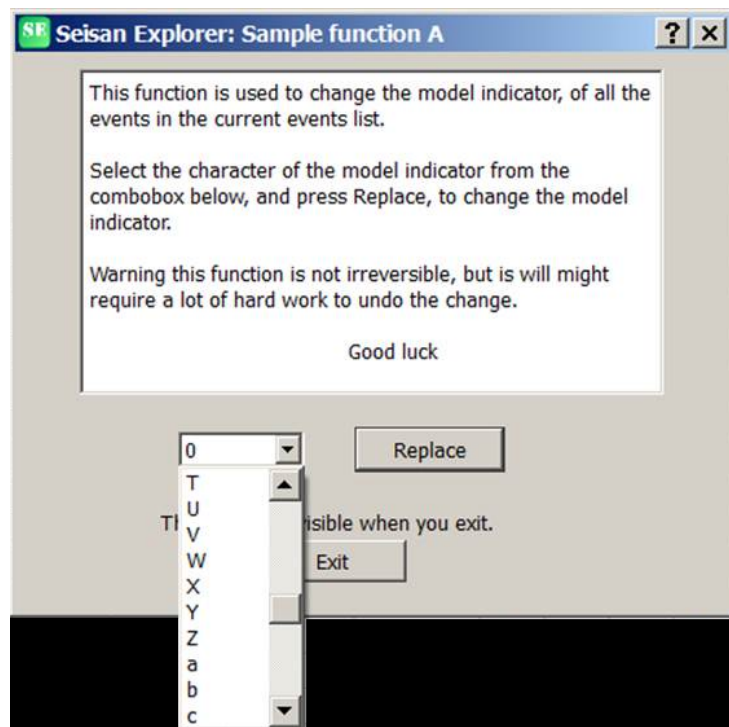 SE Seisan Explorer: Sample function A ? ×
This function is used to change the model indicator, of all the
events in the current events list.
Select the character of the model indicator from the
combobox below, and press Replace, to change the model
indicator.
Warning this function is not irreversible, but is will might
require a lot of hard work to undo the change.
Good luck
0
Replace
T
U
visible when you exit.
V
W
Exit
X
Y
Z
a
b
c